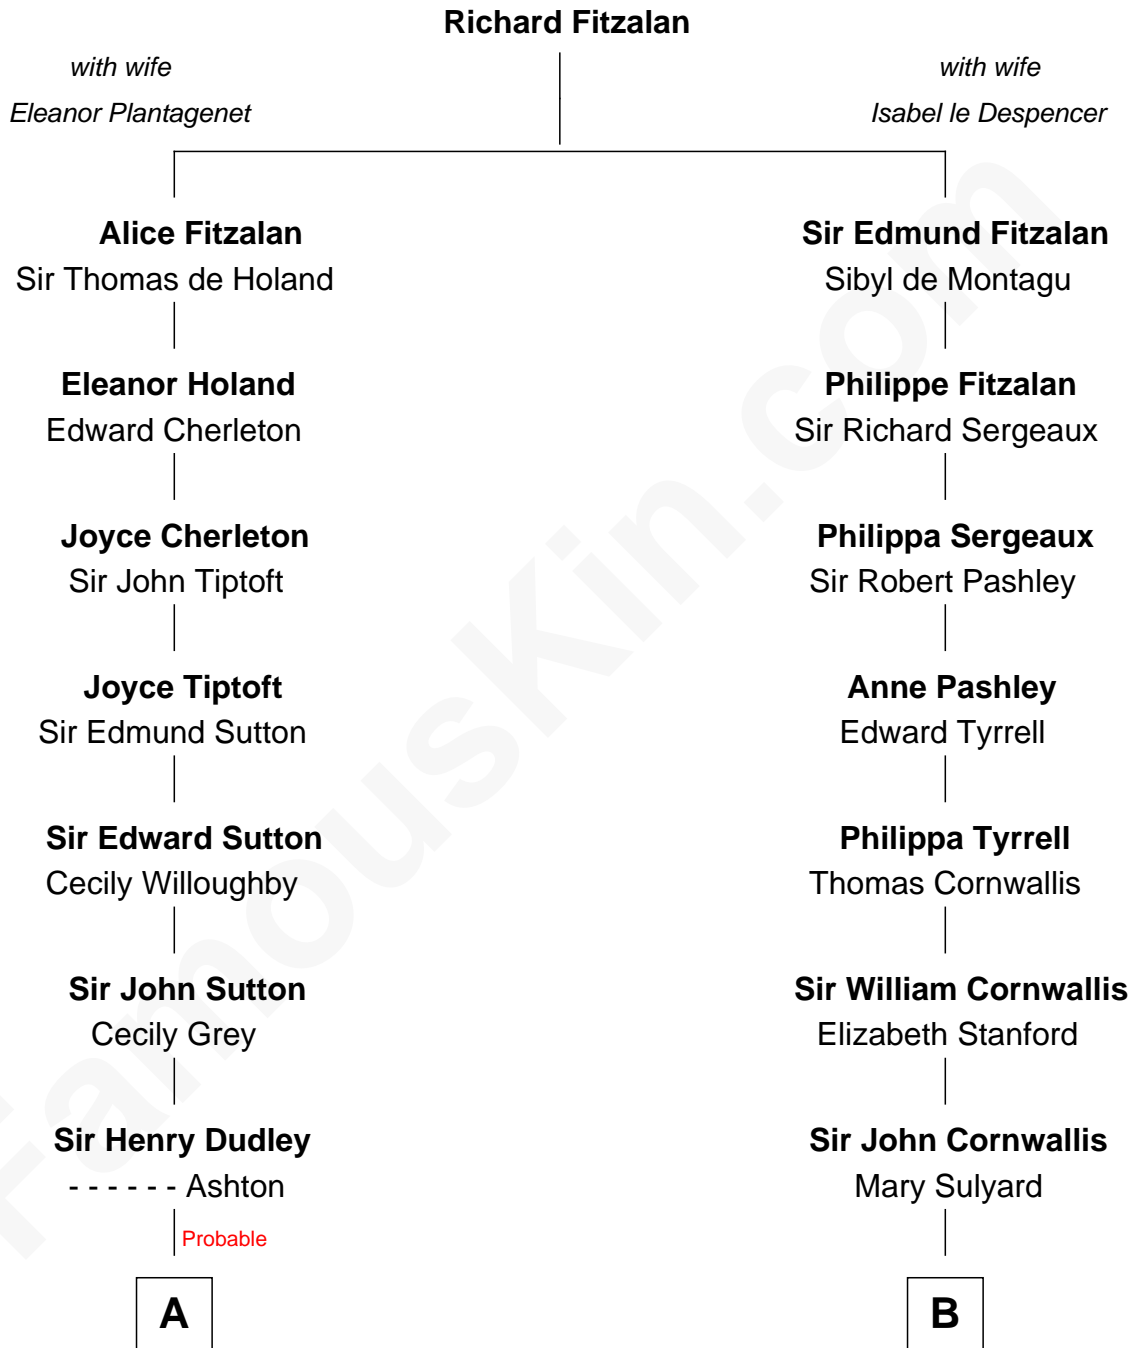 Richard Fitzalan
with wife
Eleanor Plantagenet
with wife
Isabel le Despencer
Alice Fitzalan
Sir Thomas de Holand
Sir Edmund Fitzalan
Sibyl de Montagu
Eleanor Holand
Edward Cherleton
Philippe Fitzalan
Sir Richard Sergeaux
Joyce Cherleton
Sir John Tiptoft
Philippa Sergeaux
Sir Robert Pashley
Joyce Tiptoft
Sir Edmund Sutton
Anne Pashley
Edward Tyrrell
Sir Edward Sutton
Cecily Willoughby
Philippa Tyrrell
Thomas Cornwallis
Sir John Sutton
Cecily Grey
Sir William Cornwallis
Elizabeth Stanford
Sir Henry Dudley
- - - - - - Ashton
Sir John Cornwallis
Mary Sulyard
Probable
A
B
FamousKin.com